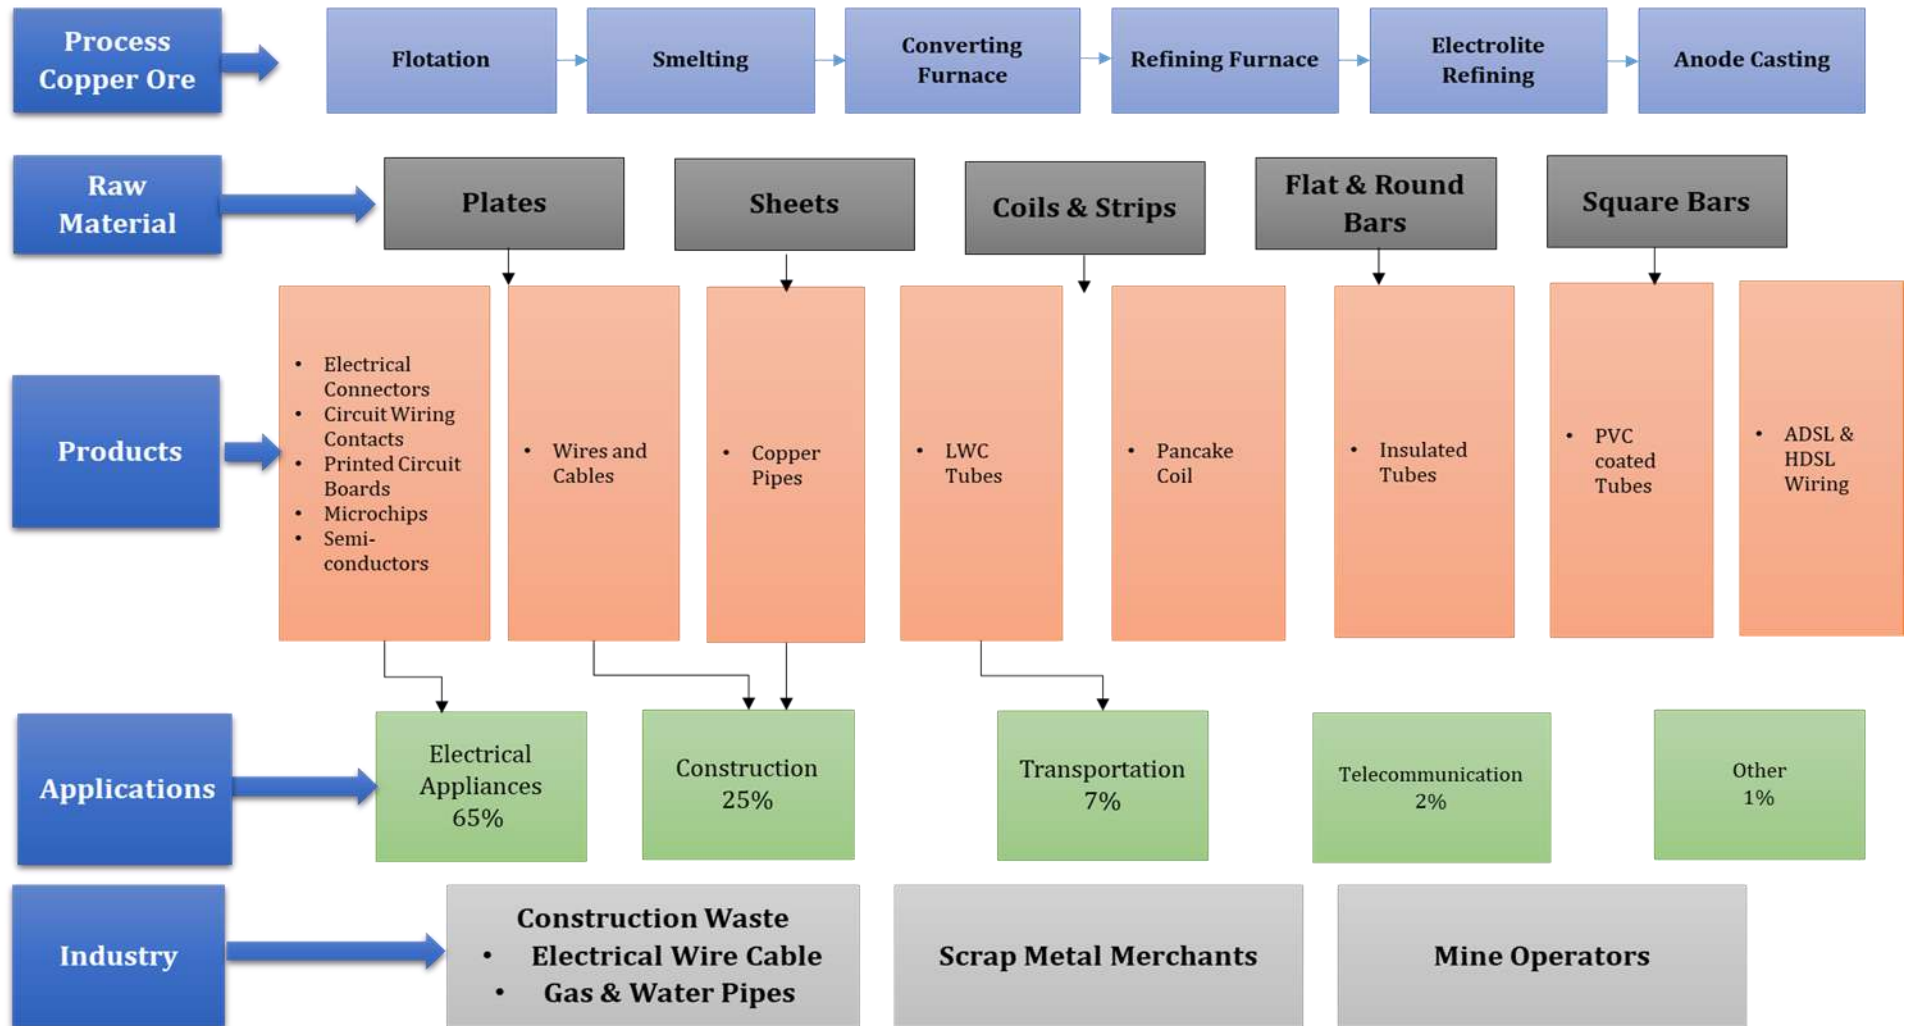 Process
Copper Ore
Flotation
Smelting
Converting
Furnace
Refining Furnace
Electrolite
Refining
Anode Casting
Raw
Material
Plates
Sheets
Coils & Strips
Flat & Round
Bars
Square Bars
Products
• Electrical
Connectors
• Circuit Wiring
Contacts
• Printed Circuit
Boards
• Microchips
• Semi-
conductors
• Wires and
Cables
• Copper
Pipes
• LWC
Tubes
• Pancake
Coil
• Insulated
Tubes
• PVC
coated
Tubes
• ADSL &
HDSL
Wiring
Applications
Electrical
Appliances
65%
Construction
25%
Transportation
7%
Telecommunication
2%
Other
1%
Industry
Construction Waste
• Electrical Wire Cable
• Gas & Water Pipes
Scrap Metal Merchants
Mine Operators